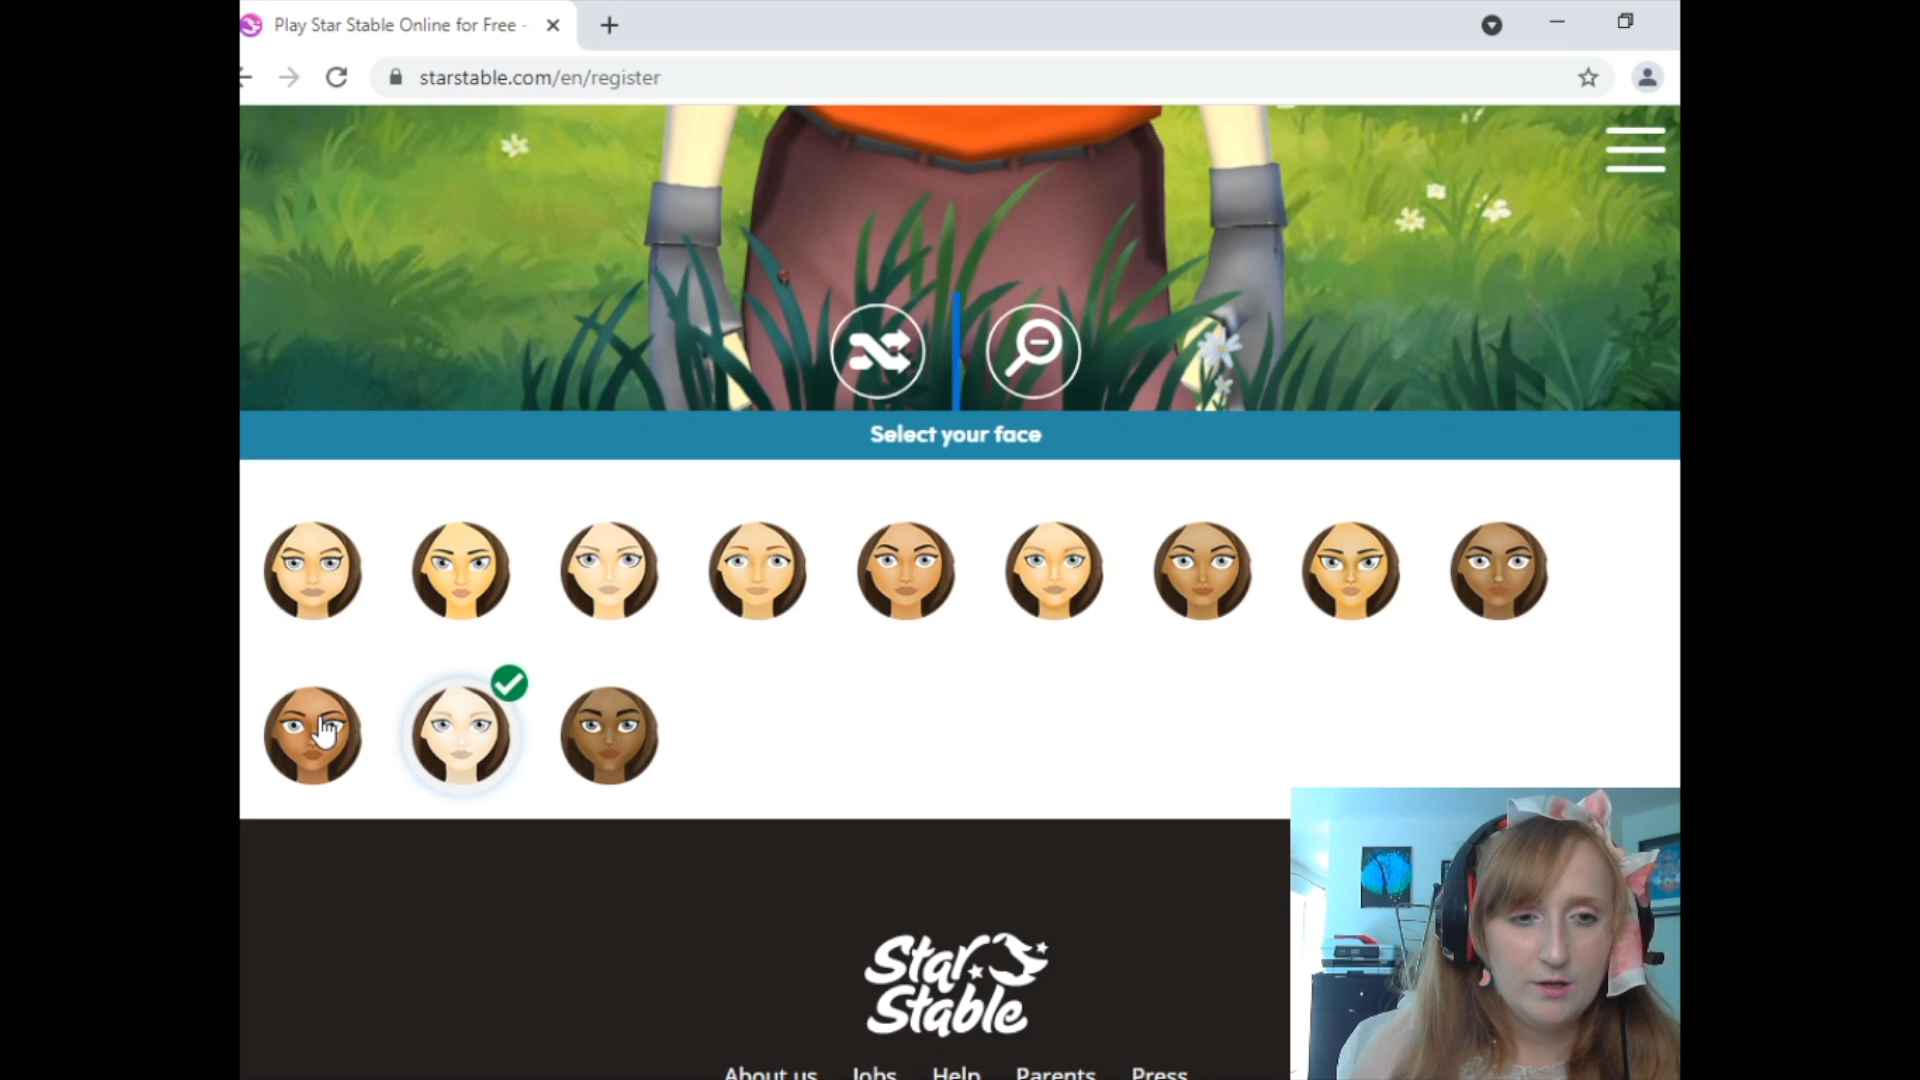 Play Star Stable Online for Free -
starstable.com/en/register
Select your face
Star
Stable
About us Jobs Help Parents Press